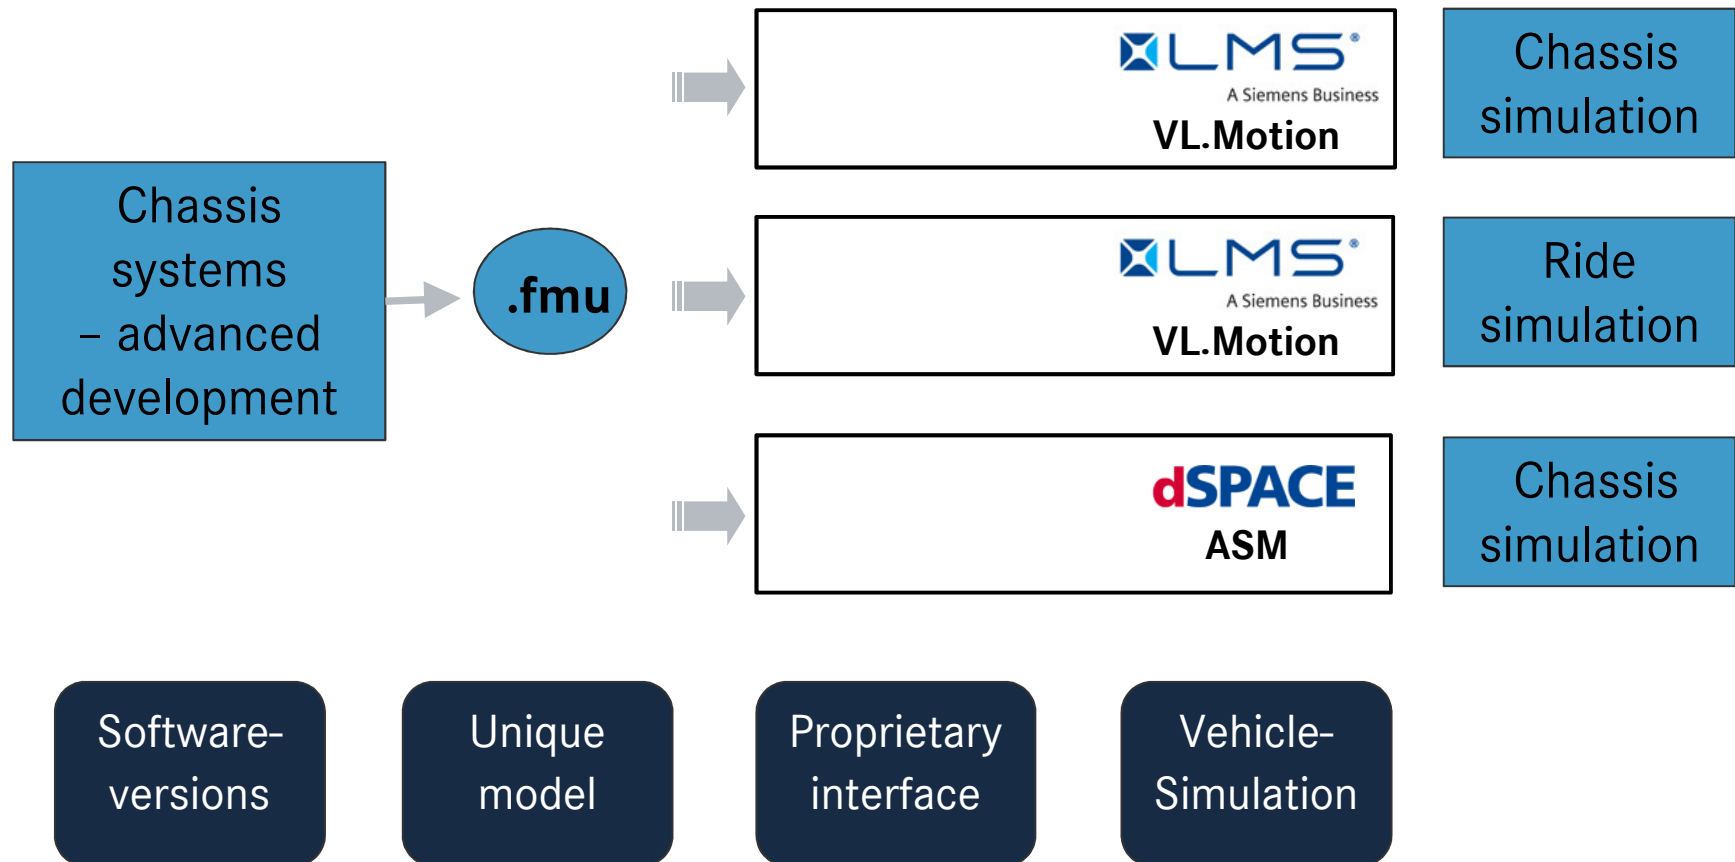 Chassis
systems
– advanced
development
.fmu
LMS®
A Siemens Business
VL.Motion
Chassis
simulation
LMS®
A Siemens Business
VL.Motion
Ride
simulation
dSPACE
ASM
Chassis
simulation
Software-
versions
Unique
model
Proprietary
interface
Vehicle-
Simulation